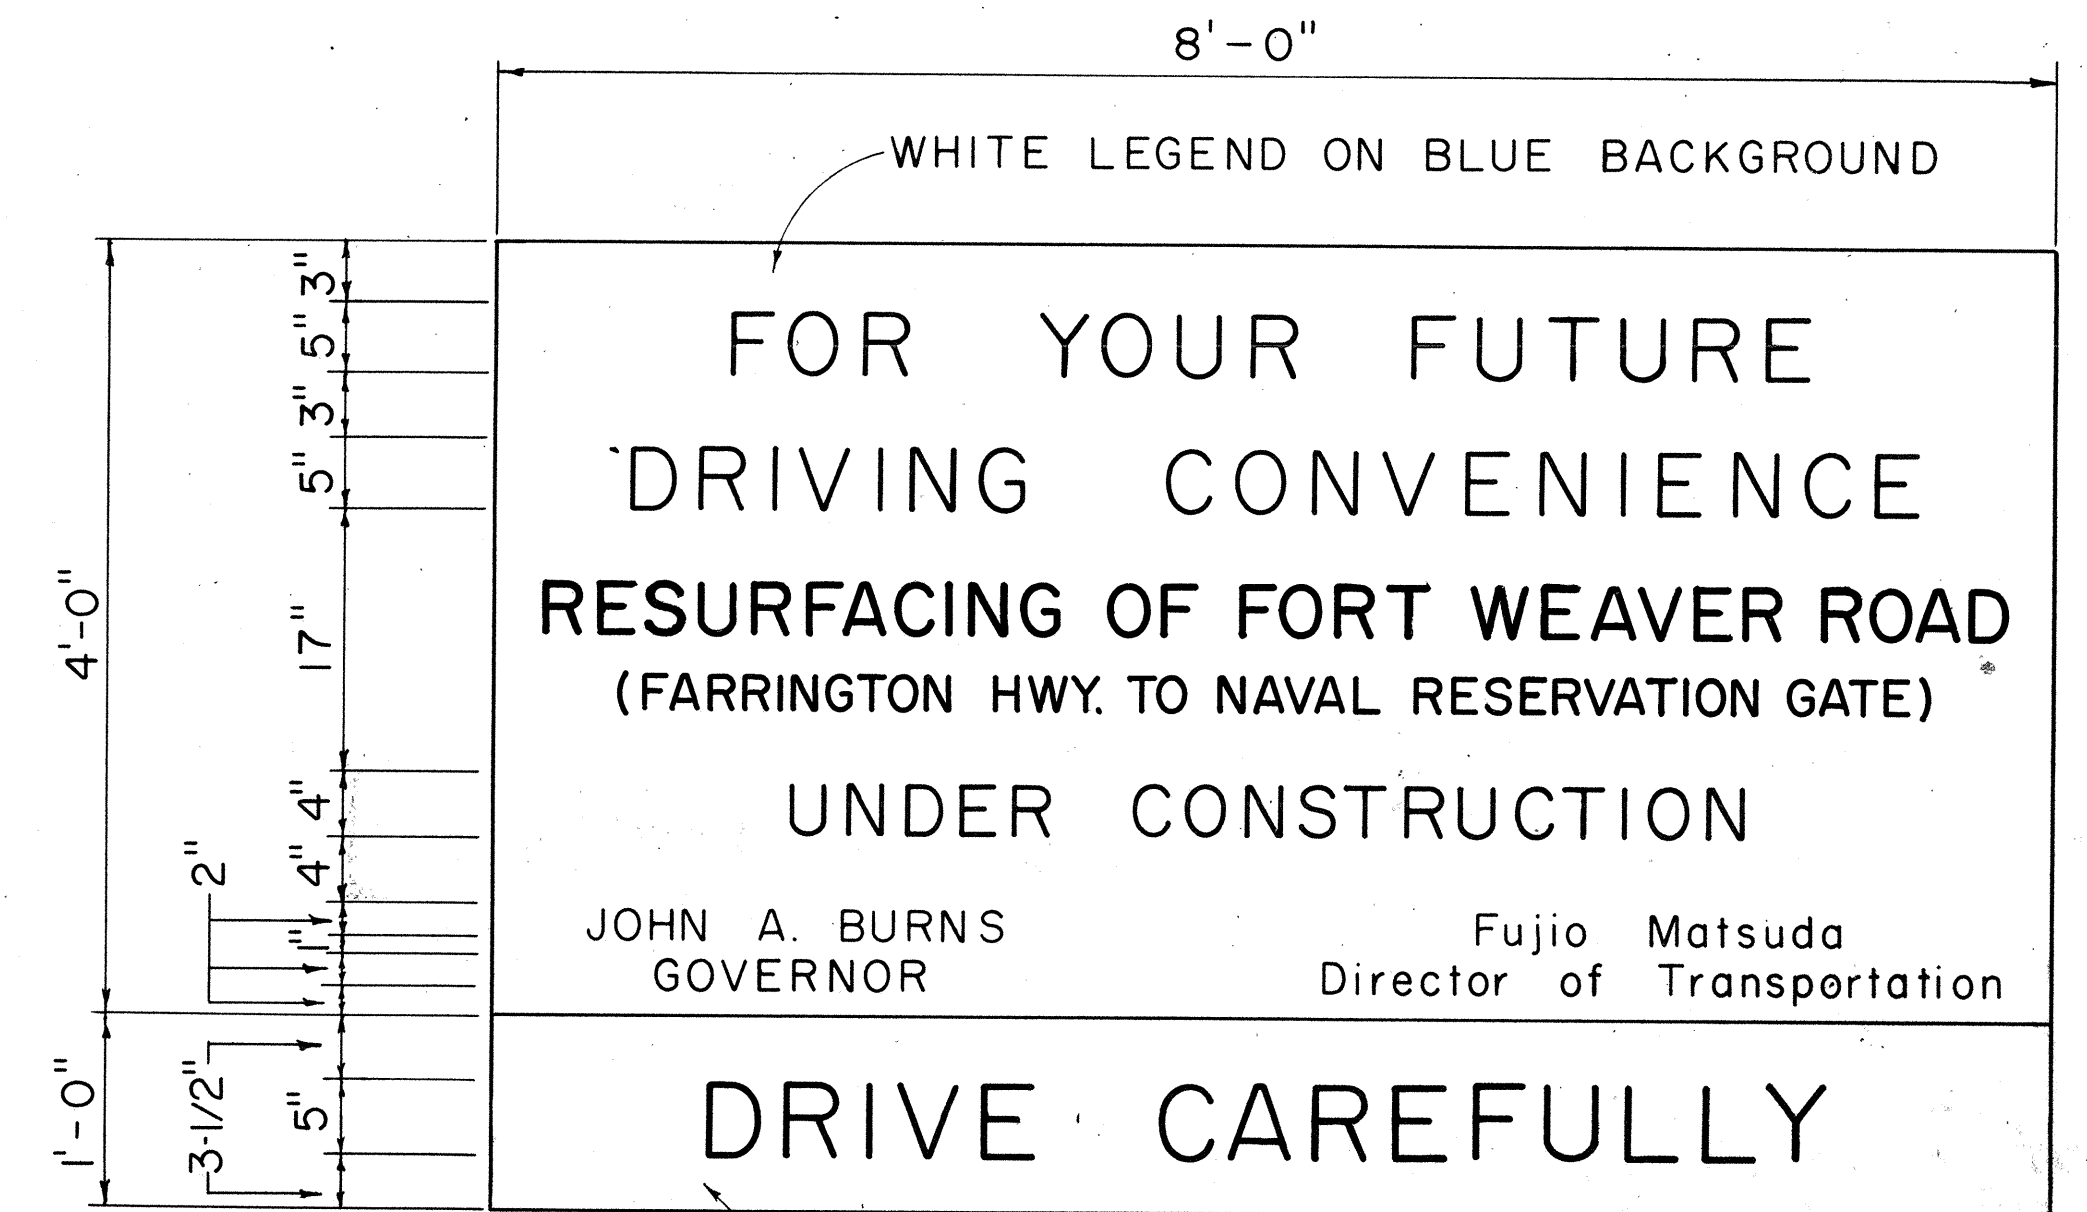 8'-0"
WHITE LEGEND ON BLUE BACKGROUND
3"
5"
3"
5"
17"
4"
4"
2"
1"
4'-0"
3-1/2"
5"
1'-0"
FOR YOUR FUTURE
DRIVING CONVENIENCE
RESURFACING OF FORT WEAVER ROAD
(FARRINGTON HWY. TO NAVAL RESERVATION GATE)
UNDER CONSTRUCTION
JOHN A. BURNS
GOVERNOR
Fujio Matsuda
Director of Transportation
DRIVE CAREFULLY